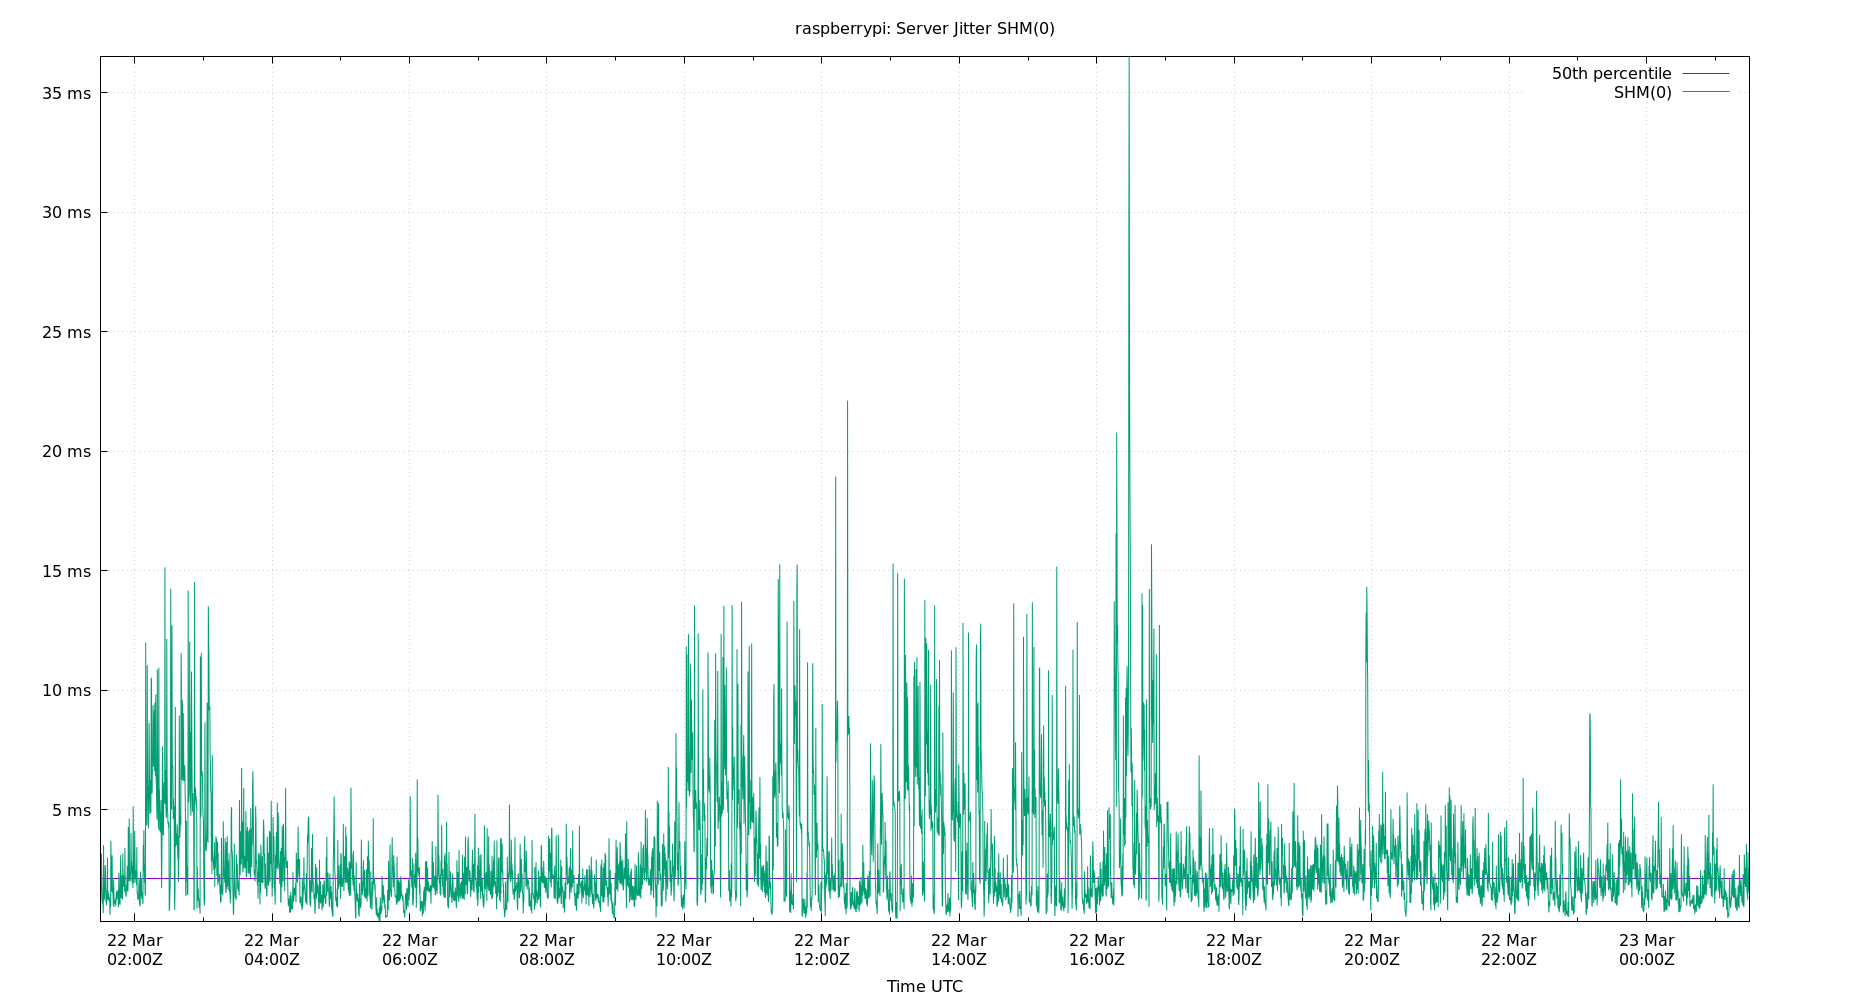 raspberrypi: Server Jitter SHM(0)
50th percentile
SHM(0)
35 ms
30 ms
25 ms
20 ms
15 ms
10 ms
5 ms
22 Mar 22 Mar 22 Mar 22 Mar 22 Mar 22 Mar 22 Mar 22 Mar 22 Mar 22 Mar 22 Mar 23 Mar
02:00Z 04:00Z 06:00Z 08:00Z 10:00Z 12:00Z 14:00Z 16:00Z 18:00Z 20:00Z 22:00Z 00:00Z
Time UTC